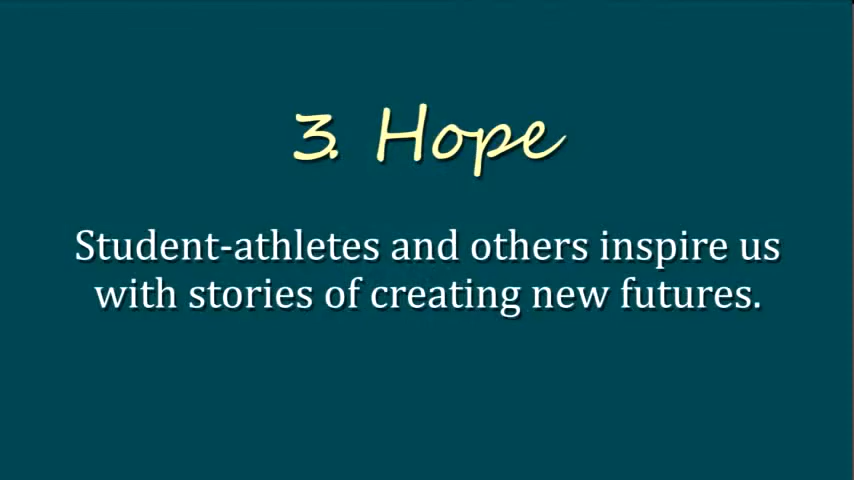 3. Hope
Student-athletes and others inspire us
with stories of creating new futures.